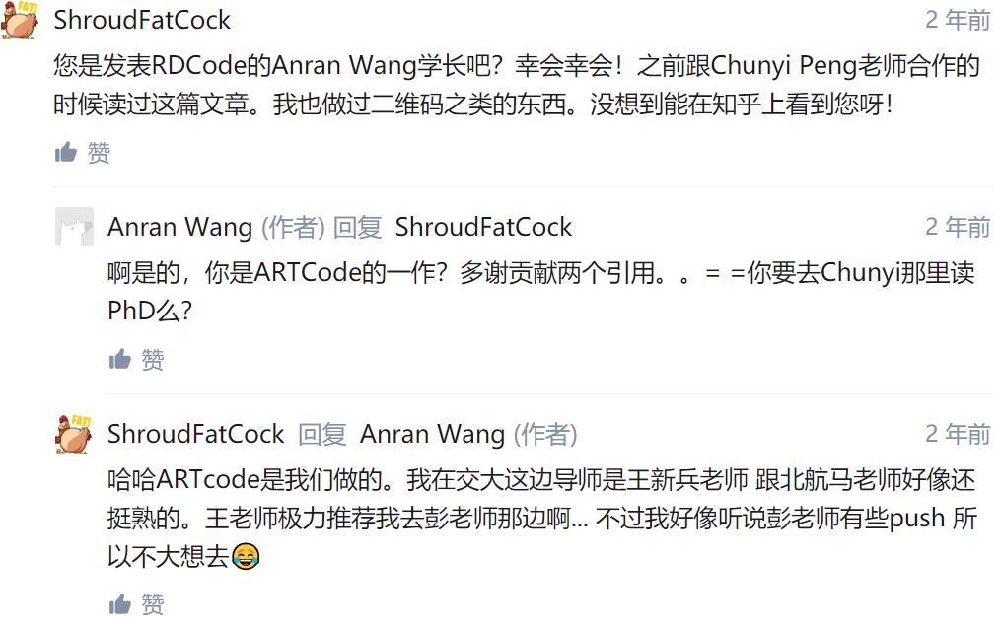 FAT!
ShroudFatCock 2 年前
您是发表RDCode的Anran Wang学长吧？幸会幸会！之前跟Chunyi Peng老师合作的
时候读过这篇文章。我也做过二维码之类的东西。没想到能在知乎上看到您呀！
赞
Anran Wang (作者) 回复 ShroudFatCock 2 年前
啊是的，你是ARTCode的一作？多谢贡献两个引用。。= =你要去Chunyi那里读
PhD么？
赞
FAT!
ShroudFatCock 回复 Anran Wang (作者) 2 年前
哈哈ARTcode是我们做的。我在交大这边导师是王新兵老师 跟北航马老师好像还
挺熟的。王老师极力推荐我去彭老师那边啊... 不过我好像听说彭老师有些push 所
以不大想去😂
赞